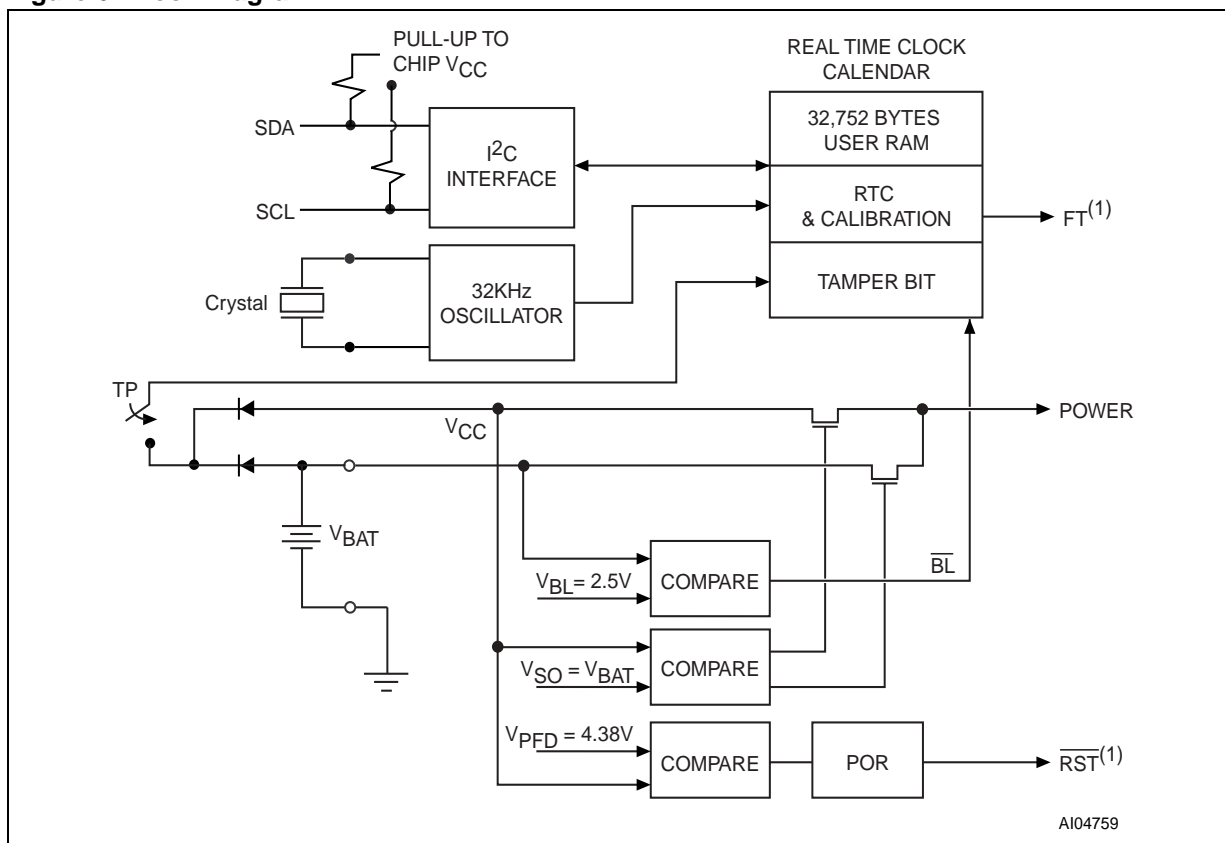 PULL-UP TO
CHIP VCC
REAL TIME CLOCK
CALENDAR
32,752 BYTES
USER RAM
SDA
I2C
INTERFACE
RTC
& CALIBRATION
SCL
FT(1)
TAMPER BIT
Crystal
32KHz
OSCILLATOR
TP
VCC
POWER
VBAT
VBL= 2.5V
COMPARE
BL
VSO = VBAT
COMPARE
VPFD = 4.38V
COMPARE
POR
RST(1)
AI04759